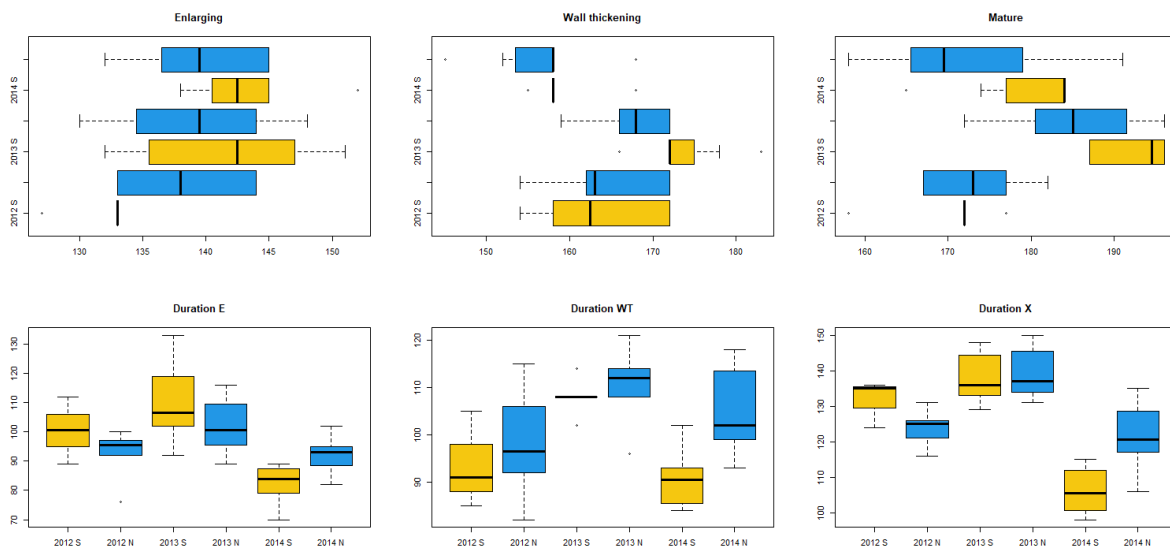 Enlarging
2014 S
2013 S
2012 S
130 135 140 145 150
Wall thickening
2014 S
2013 S
2012 S
150 160 170 180
Mature
2014 S
2013 S
2012 S
160 170 180 190
Duration E
130
120
110
100
90
80
70
2012 S 2012 N 2013 S 2013 N 2014 S 2014 N
Duration WT
120
110
100
90
2012 S 2012 N 2013 S 2013 N 2014 S 2014 N
Duration X
150
140
130
120
110
100
2012 S 2012 N 2013 S 2013 N 2014 S 2014 N